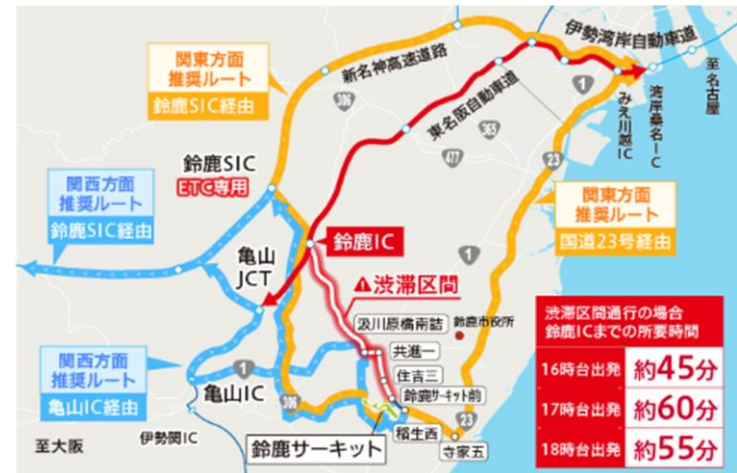 伊勢湾岸自動車道
関東方面
推奨ルート
鈴鹿SIC経由
新名神高速道路
至名古屋
湾岸桑名IC
みえ川越IC
東名阪自動車道
306
1
365
477
23
鈴鹿SIC
ETC専用
関西方面
推奨ルート
鈴鹿SIC経由
関東方面
推奨ルート
国道23号経由
鈴鹿IC
1
亀山
JCT
渋滞区間
汲川原橋南詰
鈴鹿市役所
共進一
住吉三
鈴鹿サーキット前
稲生西
寺家五
23
関西方面
推奨ルート
亀山IC経由
1
亀山IC
306
至大阪
伊勢関IC
鈴鹿サーキット
渋滞区間通行の場合
鈴鹿ICまでの所要時間
16時台出発 約45分
17時台出発 約60分
18時台出発 約55分